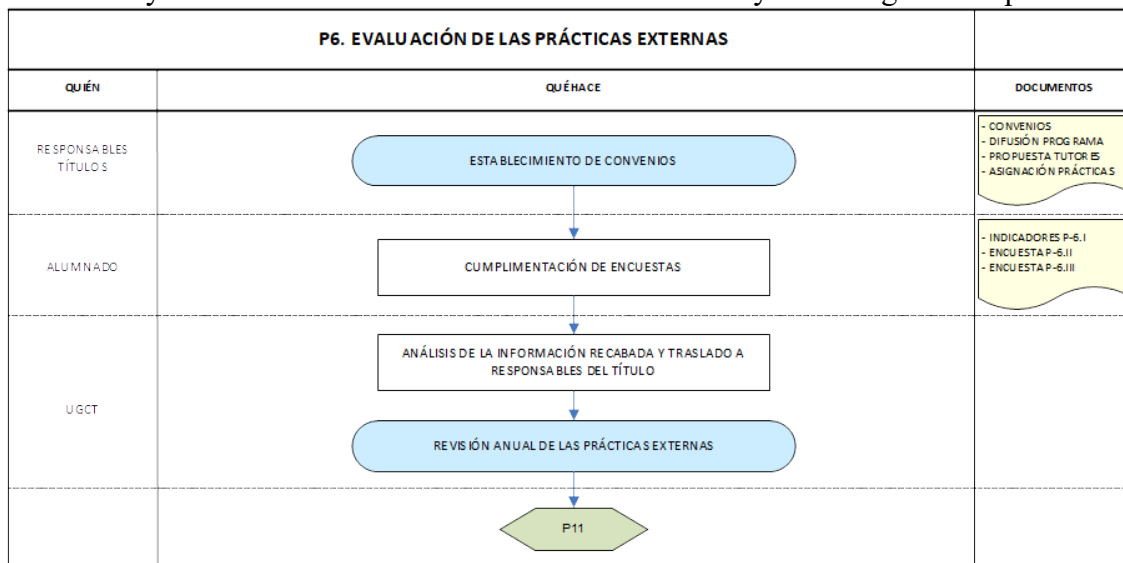 P6. EVALUACIÓN DE LAS PRÁCTICAS EXTERNAS
QUIÉN
QUÉ HACE
DOCUMENTOS
RESPONSABLES
TÍTULOS
ESTABLECIMIENTO DE CONVENIOS
- CONVENIOS
- DIFUSIÓN PROGRAMA
- PROPUESTA TUTORES
- ASIGNACIÓN PRÁCTICAS
ALUMNADO
CUMPLIMENTACIÓN DE ENCUESTAS
- INDICADORES P-6.I
- ENCUESTA P-6.II
- ENCUESTA P-6.III
UGCT
ANÁLISIS DE LA INFORMACIÓN RECABADA Y TRASLADO A
RESPONSABLES DEL TÍTULO
REVISIÓN ANUAL DE LAS PRÁCTICAS EXTERNAS
P11